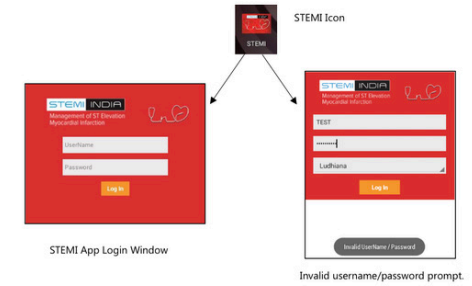 STEMI Icon
STEMI
STEMI INDIA
Management of ST Elevation
Myocardial Infarction
UserName
Password
Log In
STEMI App Login Window
STEMI INDIA
Management of ST Elevation
Myocardial Infarction
TEST
Ludhiana
Log In
Invalid UserName / Password
Invalid username/password prompt.